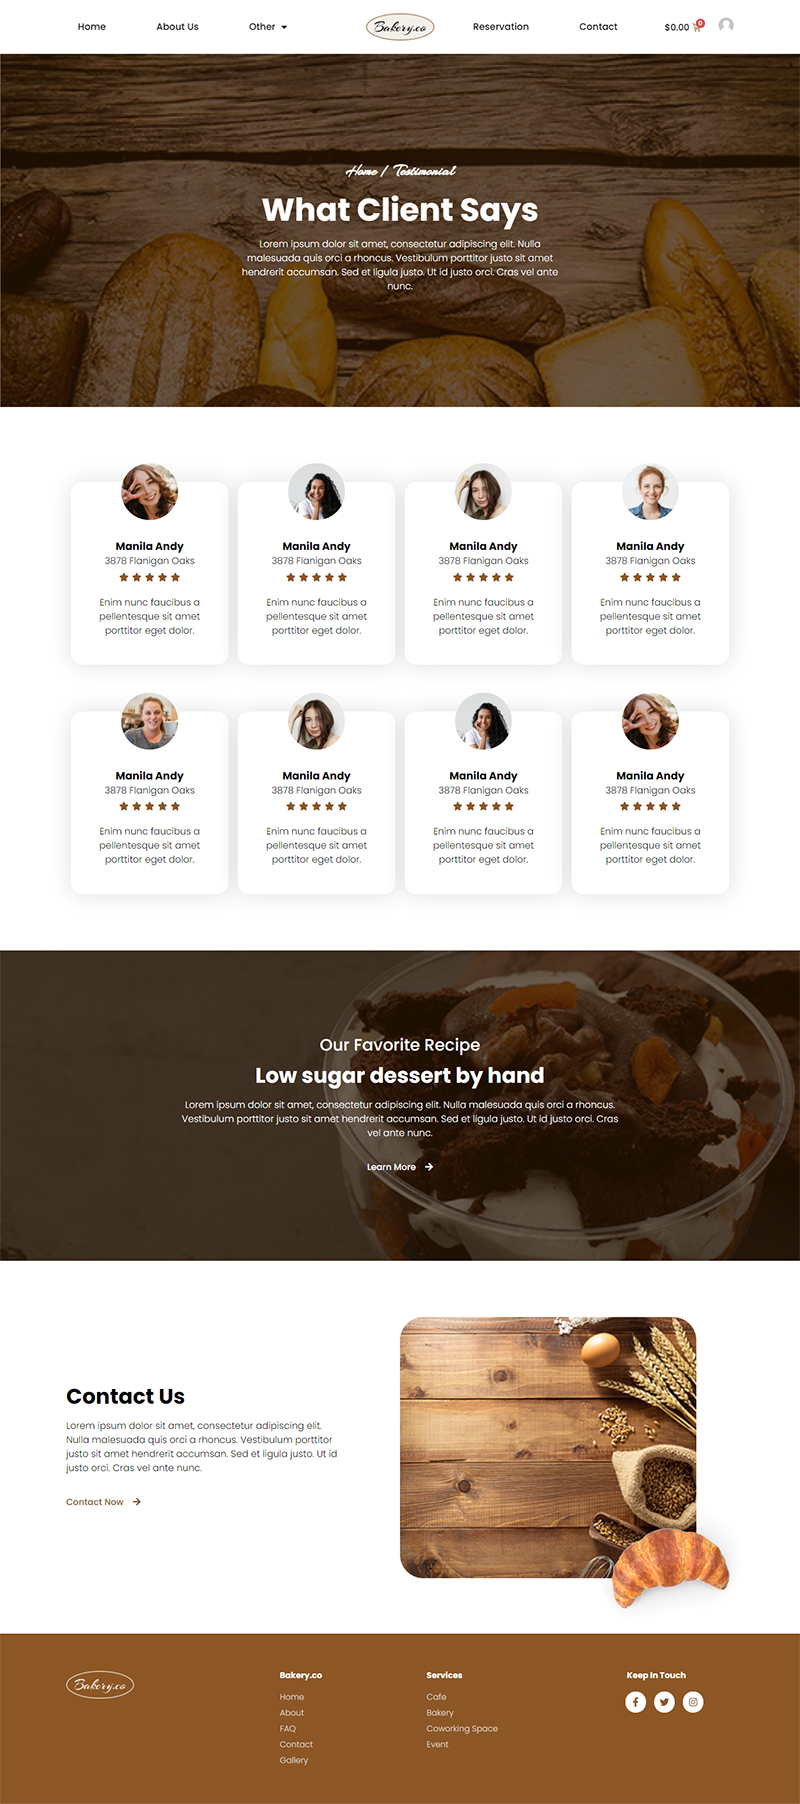 Home About Us Other Bakery.co Reservation Contact $0.00 0
Home / Testimonial
What Client Says
Lorem ipsum dolor sit amet, consectetur adipiscing elit. Nulla
malesuada quis orci a rhoncus. Vestibulum porttitor justo sit amet
hendrerit accumsan. Sed et ligula justo. Ut id justo orci. Cras vel ante
nunc.
Manila Andy
3878 Flanigan Oaks
Enim nunc faucibus a
pellentesque sit amet
porttitor eget dolor.
Manila Andy
3878 Flanigan Oaks
Enim nunc faucibus a
pellentesque sit amet
porttitor eget dolor.
Manila Andy
3878 Flanigan Oaks
Enim nunc faucibus a
pellentesque sit amet
porttitor eget dolor.
Manila Andy
3878 Flanigan Oaks
Enim nunc faucibus a
pellentesque sit amet
porttitor eget dolor.
Manila Andy
3878 Flanigan Oaks
Enim nunc faucibus a
pellentesque sit amet
porttitor eget dolor.
Manila Andy
3878 Flanigan Oaks
Enim nunc faucibus a
pellentesque sit amet
porttitor eget dolor.
Manila Andy
3878 Flanigan Oaks
Enim nunc faucibus a
pellentesque sit amet
porttitor eget dolor.
Manila Andy
3878 Flanigan Oaks
Enim nunc faucibus a
pellentesque sit amet
porttitor eget dolor.
Our Favorite Recipe
Low sugar dessert by hand
Lorem ipsum dolor sit amet, consectetur adipiscing elit. Nulla malesuada quis orci a rhoncus.
Vestibulum porttitor justo sit amet hendrerit accumsan. Sed et ligula justo. Ut id justo orci. Cras
vel ante nunc.
Learn More
Contact Us
Lorem ipsum dolor sit amet, consectetur adipiscing elit.
Nulla malesuada quis orci a rhoncus. Vestibulum porttitor
justo sit amet hendrerit accumsan. Sed et ligula justo. Ut id
justo orci. Cras vel ante nunc.
Contact Now
Bakery.co
Bakery.co
Home
About
FAQ
Contact
Gallery
Services
Cafe
Bakery
Coworking Space
Event
Keep In Touch